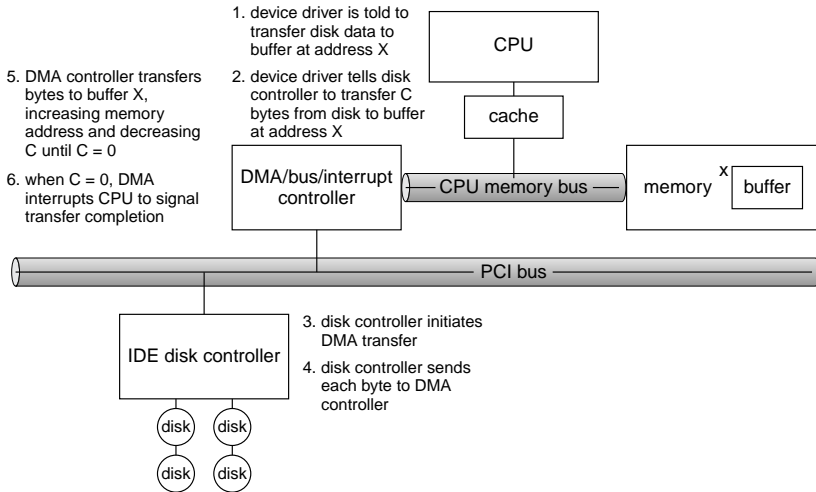 1. device driver is told to
transfer disk data to
buffer at address X
2. device driver tells disk
controller to transfer C
bytes from disk to buffer
at address X
5. DMA controller transfers
bytes to buffer X,
increasing memory
address and decreasing
C until C = 0
6. when C = 0, DMA
interrupts CPU to signal
transfer completion
CPU
cache
DMA/bus/interrupt
controller
CPU memory bus
memory
x
buffer
PCI bus
IDE disk controller
3. disk controller initiates
DMA transfer
4. disk controller sends
each byte to DMA
controller
disk
disk
disk
disk